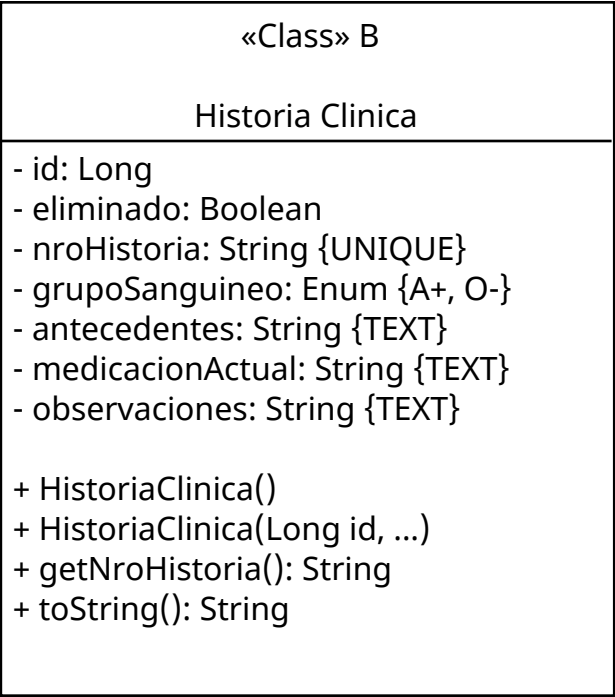 «Class» B
Historia Clinica
- id: Long
- eliminado: Boolean
- nroHistoria: String {UNIQUE}
- grupoSanguineo: Enum {A+, O-}
- antecedentes: String {TEXT}
- medicacionActual: String {TEXT}
- observaciones: String {TEXT}
+ HistoriaClinica()
+ HistoriaClinica(Long id, ...)
+ getNroHistoria(): String
+ toString(): String